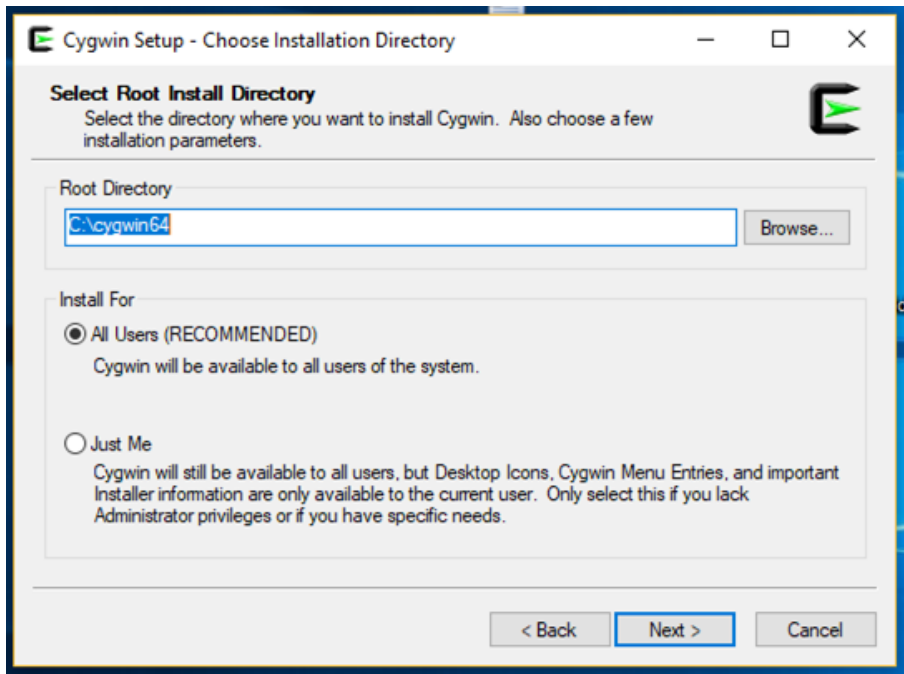 Cygwin Setup - Choose Installation Directory
Select Root Install Directory
Select the directory where you want to install Cygwin. Also choose a few
installation parameters.
Root Directory
C:\cygwin64
Browse...
Install For
All Users (RECOMMENDED)
Cygwin will be available to all users of the system.
Just Me
Cygwin will still be available to all users, but Desktop Icons, Cygwin Menu Entries, and important
Installer information are only available to the current user. Only select this if you lack
Administrator privileges or if you have specific needs.
< Back
Next >
Cancel